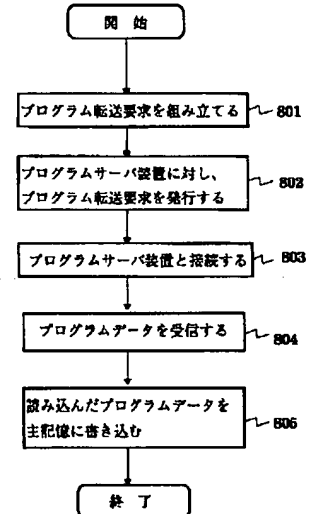 開始
プログラム転送要求を組み立てる 801
プログラムサーバ装置に対し、
プログラム転送要求を発行する 802
プログラムサーバ装置と接続する 803
プログラムデータを受信する 804
読み込んだプログラムデータを
主記憶に書き込む 805
終了